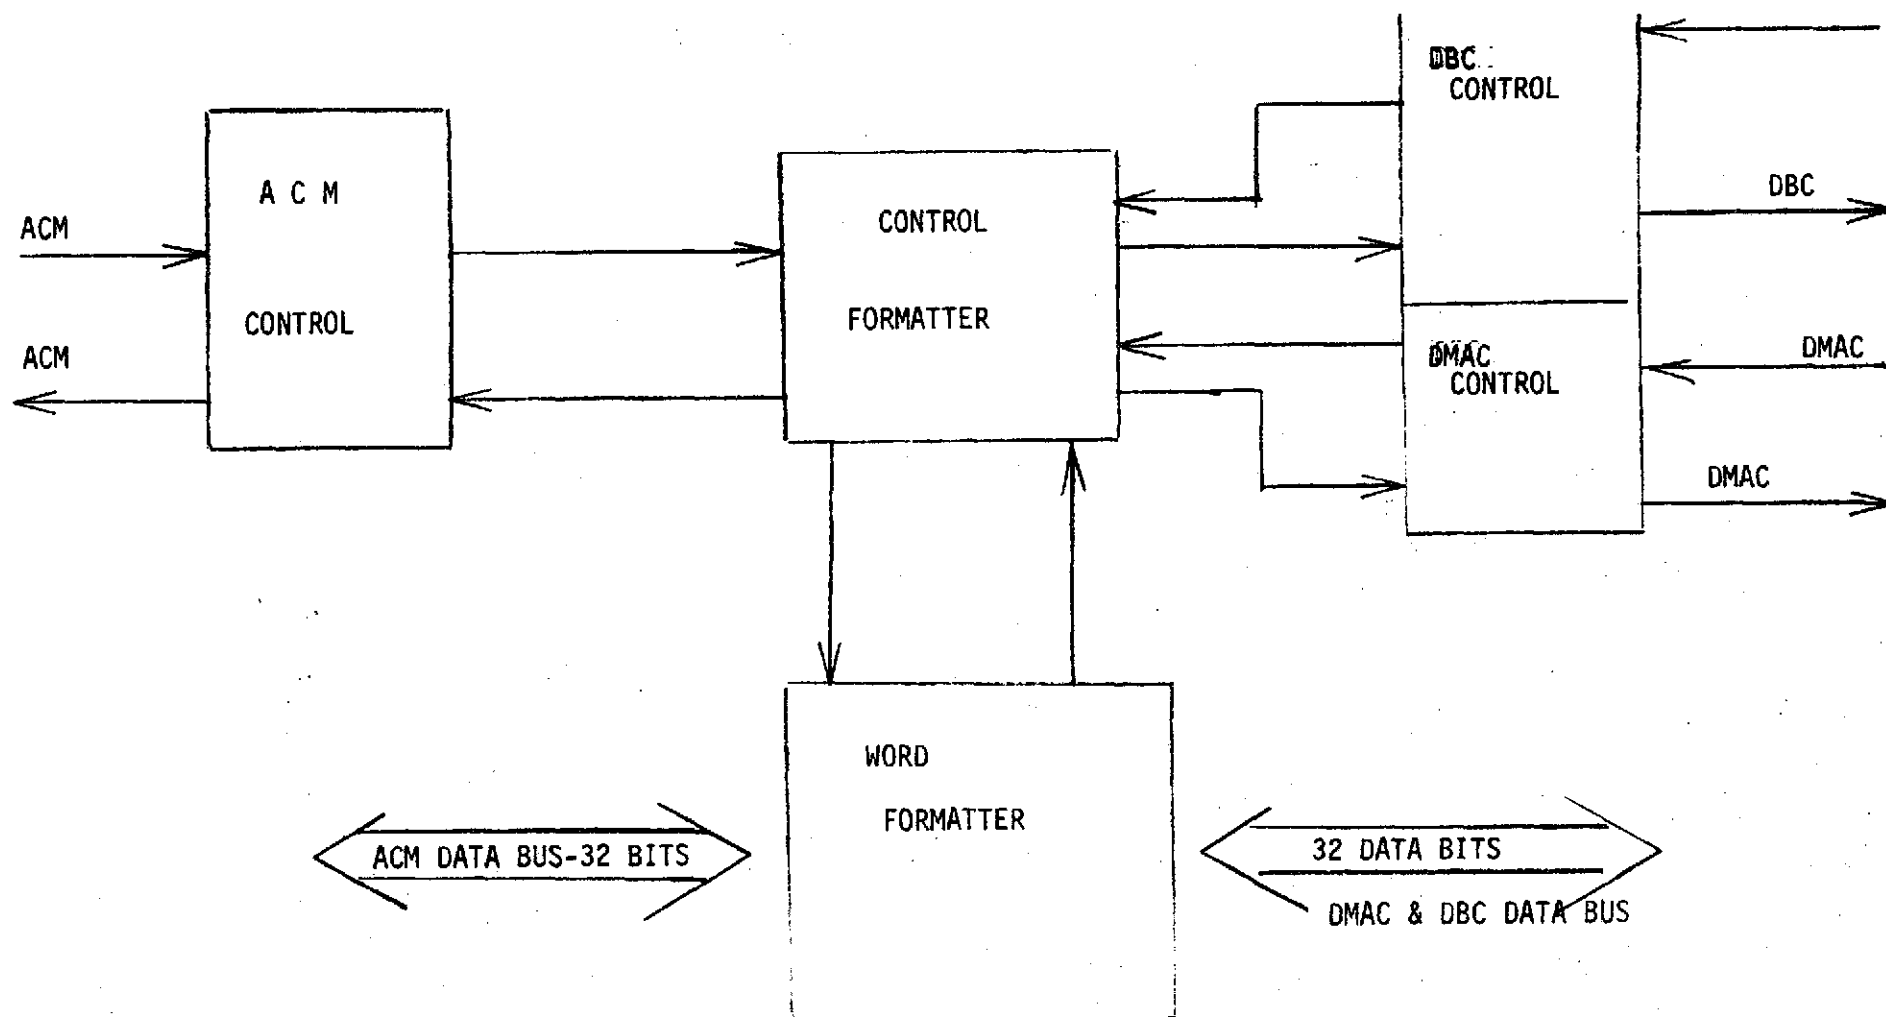 ACM
ACM
A C M
CONTROL
CONTROL
FORMATTER
DBC
CONTROL
DMAC
CONTROL
DBC
DMAC
DMAC
WORD
FORMATTER
ACM DATA BUS-32 BITS
32 DATA BITS
DMAC & DBC DATA BUS